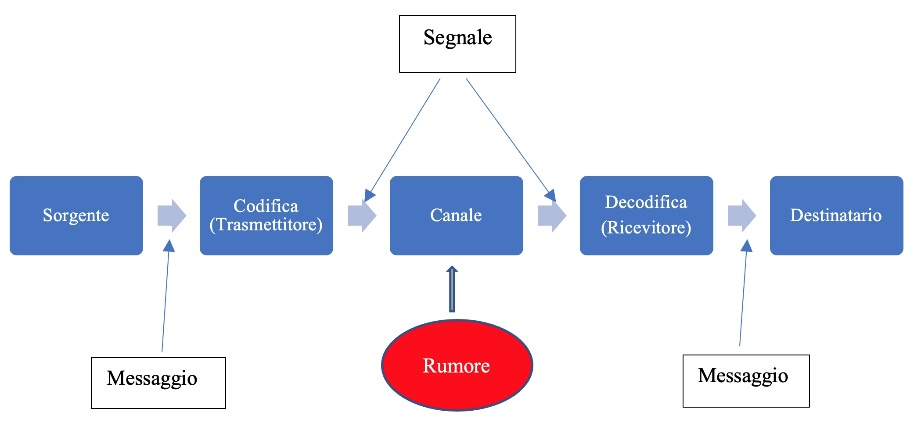 Segnale
Sorgente
Codifica
(Trasmettitore)
Canale
Decodifica
(Ricevitore)
Destinatario
Messaggio
Rumore
Messaggio